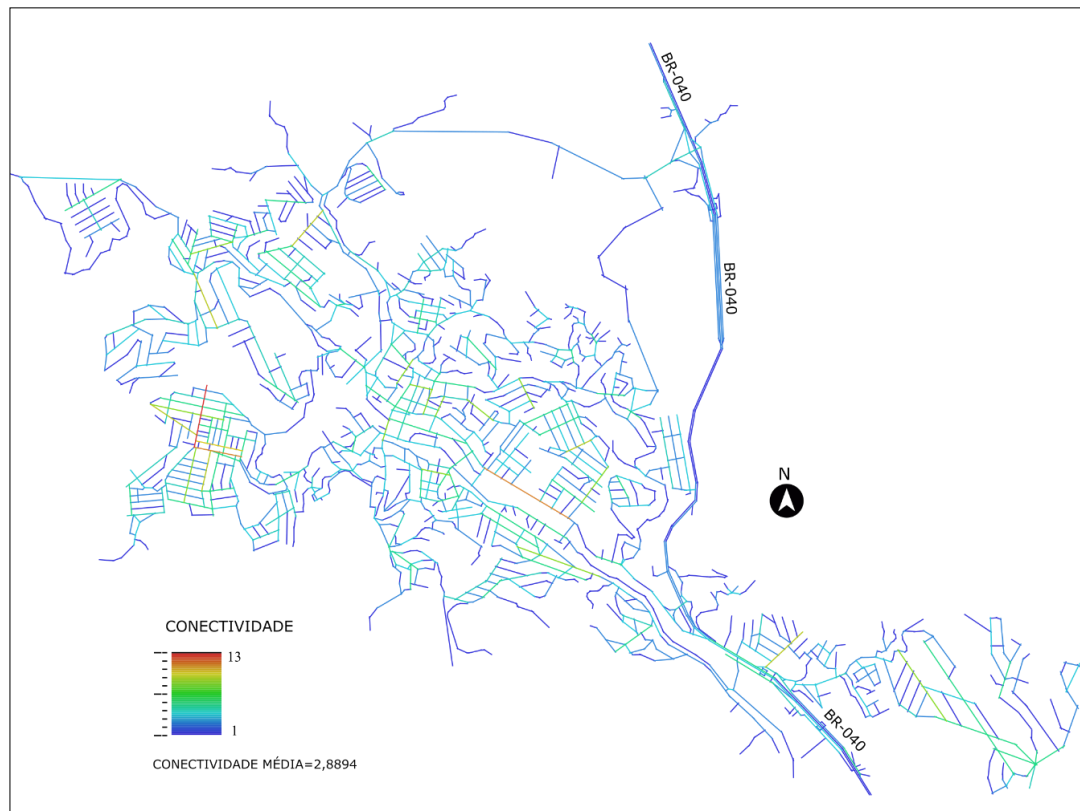 BR-040
BR-040
N
CONECTIVIDADE
13
1
BR-040
CONECTIVIDADE MÉDIA=2,8894